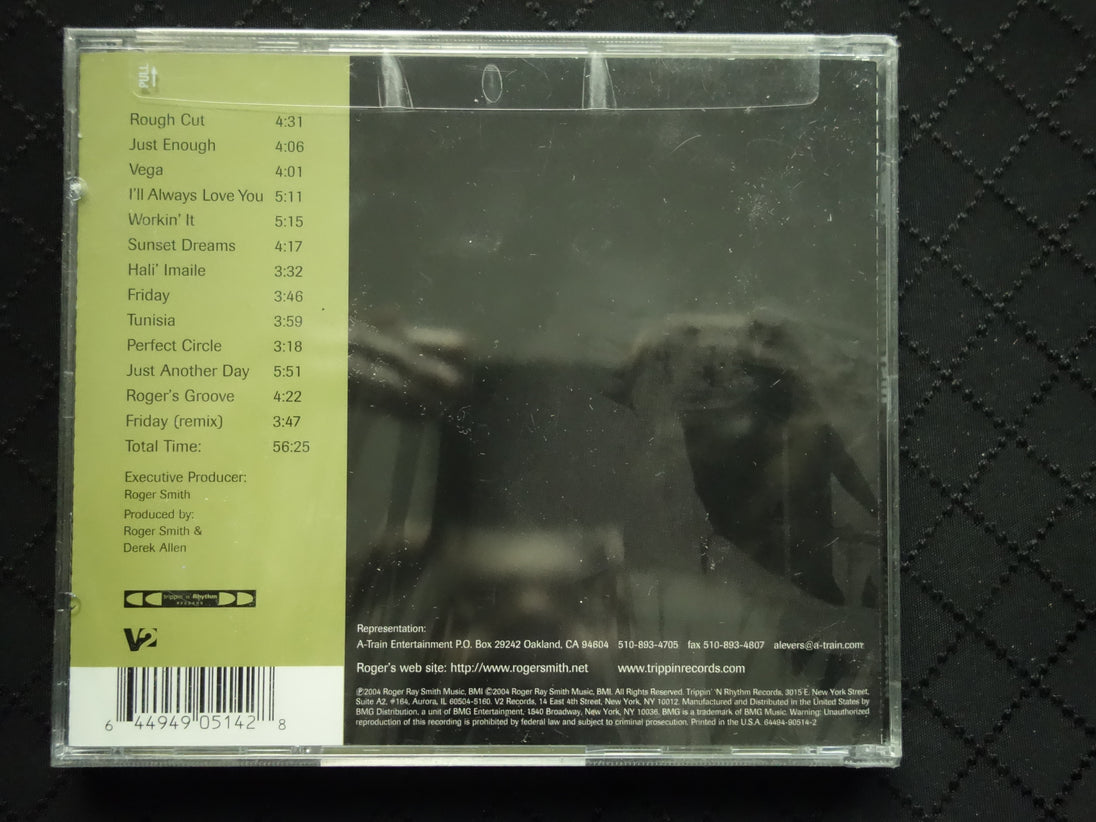 PULL
Rough Cut 4:31
Just Enough 4:06
Vega 4:01
I'll Always Love You 5:11
Workin' It 5:15
Sunset Dreams 4:17
Hali' Imaile 3:32
Friday 3:46
Tunisia 3:59
Perfect Circle 3:18
Just Another Day 5:51
Roger's Groove 4:22
Friday (remix) 3:47
Total Time: 56:25
Executive Producer:
Roger Smith
Produced by:
Roger Smith &
Derek Allen
trippin 'n' Rhythm
RECORDS
V2
6 44949 05142 8
Representation:
A-Train Entertainment P.O. Box 29242 Oakland, CA 94604 510-893-4705 fax 510-893-4807 alevers@a-train.com
Roger's web site: http://www.rogersmith.net www.trippinrecords.com
℗2004 Roger Ray Smith Music, BMI ©2004 Roger Ray Smith Music, BMI. All Rights Reserved. Trippin' 'N Rhythm Records, 3015 E. New York Street,
Suite A2, #164, Aurora, IL 60504-5160. V2 Records, 14 East 4th Street, New York, NY 10012. Manufactured and Distributed in the United States by
BMG Distribution, a unit of BMG Entertainment, 1540 Broadway, New York, NY 10036. BMG is a trademark of BMG Music. Warning: Unauthorized
reproduction of this recording is prohibited by federal law and subject to criminal prosecution. Printed in the U.S.A. 64494-90514-2